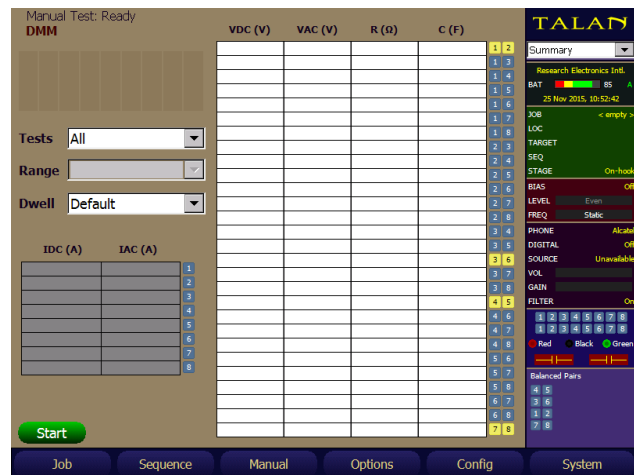 Manual Test: Ready
DMM
VDC (V) VAC (V) R (Ω) C (F)
1 2
1 3
1 4
1 5
1 6
1 7
1 8
2 3
2 4
2 5
2 6
2 7
2 8
3 4
3 5
3 6
3 7
3 8
4 5
4 6
4 7
4 8
5 6
5 7
5 8
6 7
6 8
7 8
Tests All
Range
Dwell Default
IDC (A) IAC (A)
1
2
3
4
5
6
7
8
Start
TALAN
Summary
Research Electronics Intl.
BAT 85 A
25 Nov 2015, 10:52:42
JOB < empty >
LOC
TARGET
SEQ
STAGE On-hook
BIAS Off
LEVEL Even
FREQ Static
PHONE Alcatel
DIGITAL Off
SOURCE Unavailable
VOL
GAIN
FILTER On
1 2 3 4 5 6 7 8
1 2 3 4 5 6 7 8
Red Black Green
Balanced Pairs
4 5
3 6
1 2
7 8
Job Sequence Manual Options Config System